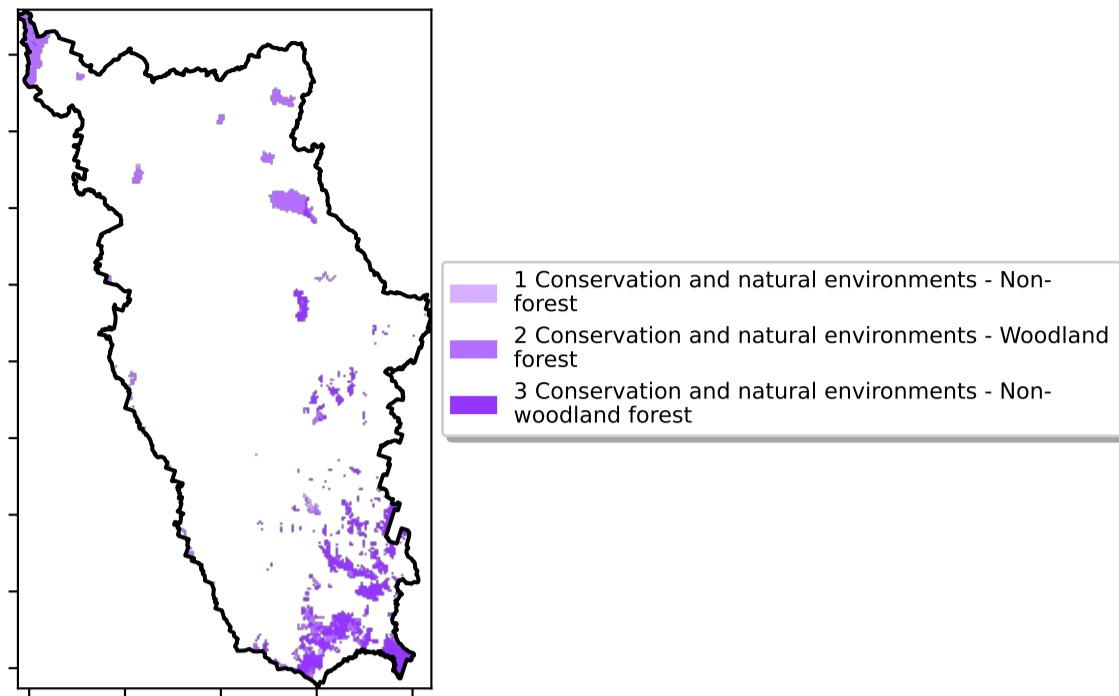 1 Conservation and natural environments - Non-
forest
2 Conservation and natural environments - Woodland
forest
3 Conservation and natural environments - Non-
woodland forest